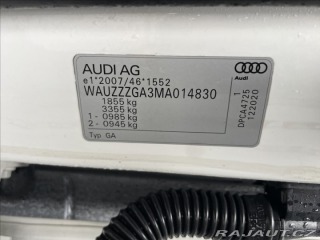 AUDI AG
e1*2007/46*1552
WAUZZZGA3MA014830
1855 kg
3355 kg
1 - 0985 kg
2 - 0945 kg
Typ GA
Audi
DPCA4725 1
122020
RAJAUT.CZ